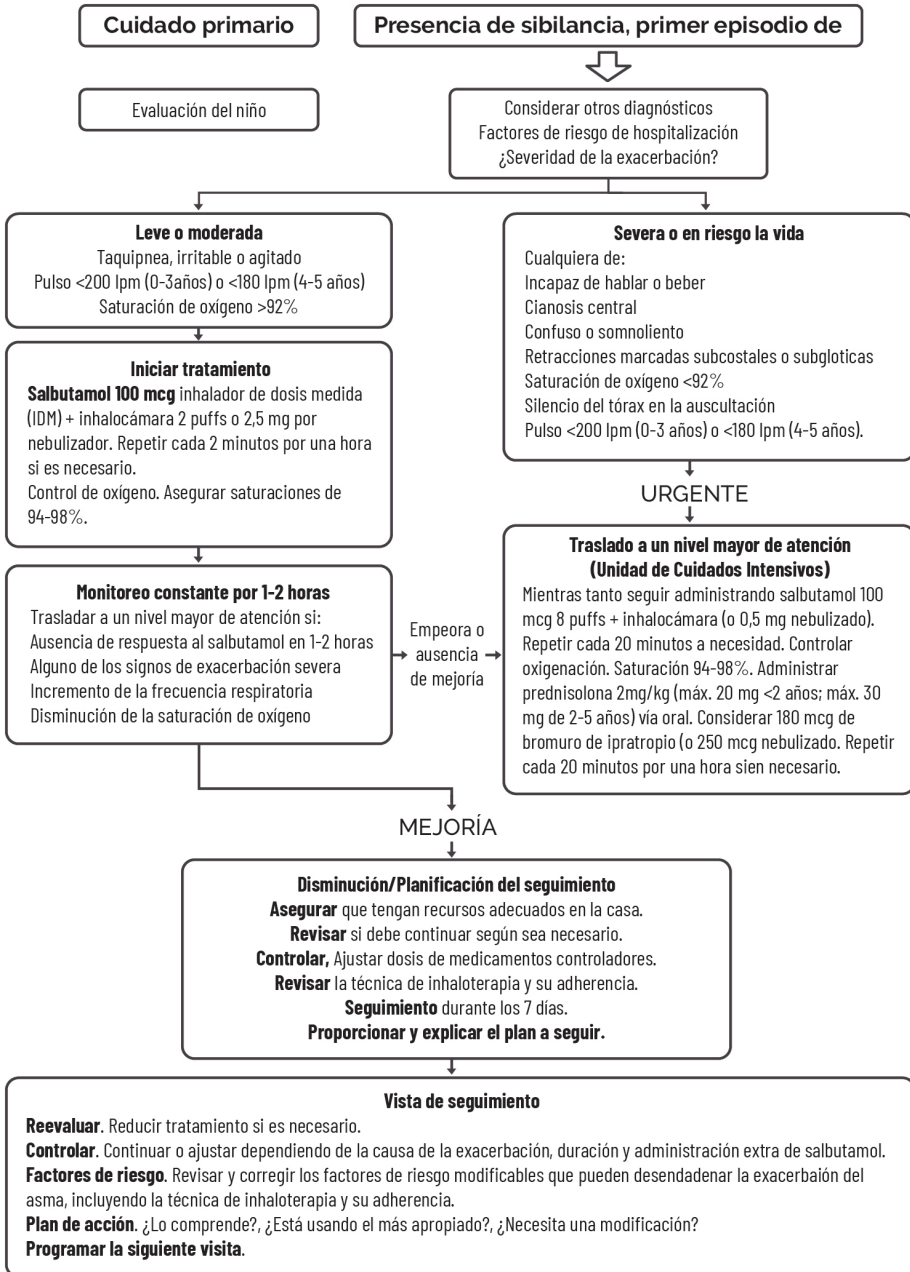 Cuidado primario
Presencia de sibilancia, primer episodio de
Evaluación del niño
Considerar otros diagnósticos
Factores de riesgo de hospitalización
¿Severidad de la exacerbación?
Leve o moderada
Taquipnea, irritable o agitado
Pulso <200 lpm (0-3años) o <180 lpm (4-5 años)
Saturación de oxígeno >92%
Iniciar tratamiento
Salbutamol 100 mcg inhalador de dosis medida
(IDM) + inhalocámara 2 puffs o 2,5 mg por
nebulizador. Repetir cada 2 minutos por una hora
si es necesario.
Control de oxígeno. Asegurar saturaciones de
94-98%.
Monitoreo constante por 1-2 horas
Trasladar a un nivel mayor de atención si:
Ausencia de respuesta al salbutamol en 1-2 horas
Alguno de los signos de exacerbación severa
Incremento de la frecuencia respiratoria
Disminución de la saturación de oxígeno
Empeora o
ausencia
de mejoría
Severa o en riesgo la vida
Cualquiera de:
Incapaz de hablar o beber
Cianosis central
Confuso o somnoliento
Retracciones marcadas subcostales o subgloticas
Saturación de oxígeno <92%
Silencio del tórax en la auscultación
Pulso <200 lpm (0-3 años) o <180 lpm (4-5 años).
URGENTE
Traslado a un nivel mayor de atención
(Unidad de Cuidados Intensivos)
Mientras tanto seguir administrando salbutamol 100
mcg 8 puffs + inhalocámara (o 0,5 mg nebulizado).
Repetir cada 20 minutos a necesidad. Controlar
oxigenación. Saturación 94-98%. Administrar
prednisolona 2mg/kg (máx. 20 mg <2 años; máx. 30
mg de 2-5 años) vía oral. Considerar 180 mcg de
bromuro de ipratropio (o 250 mcg nebulizado. Repetir
cada 20 minutos por una hora sien necesario.
MEJORÍA
Disminución/Planificación del seguimiento
Asegurar que tengan recursos adecuados en la casa.
Revisar si debe continuar según sea necesario.
Controlar, Ajustar dosis de medicamentos controladores.
Revisar la técnica de inhaloterapia y su adherencia.
Seguimiento durante los 7 días.
Proporcionar y explicar el plan a seguir.
Vista de seguimiento
Reevaluar. Reducir tratamiento si es necesario.
Controlar. Continuar o ajustar dependiendo de la causa de la exacerbación, duración y administración extra de salbutamol.
Factores de riesgo. Revisar y corregir los factores de riesgo modificables que pueden desendadenar la exacerbaión del
asma, incluyendo la técnica de inhaloterapia y su adherencia.
Plan de acción. ¿Lo comprende?, ¿Está usando el más apropiado?, ¿Necesita una modificación?
Programar la siguiente visita.